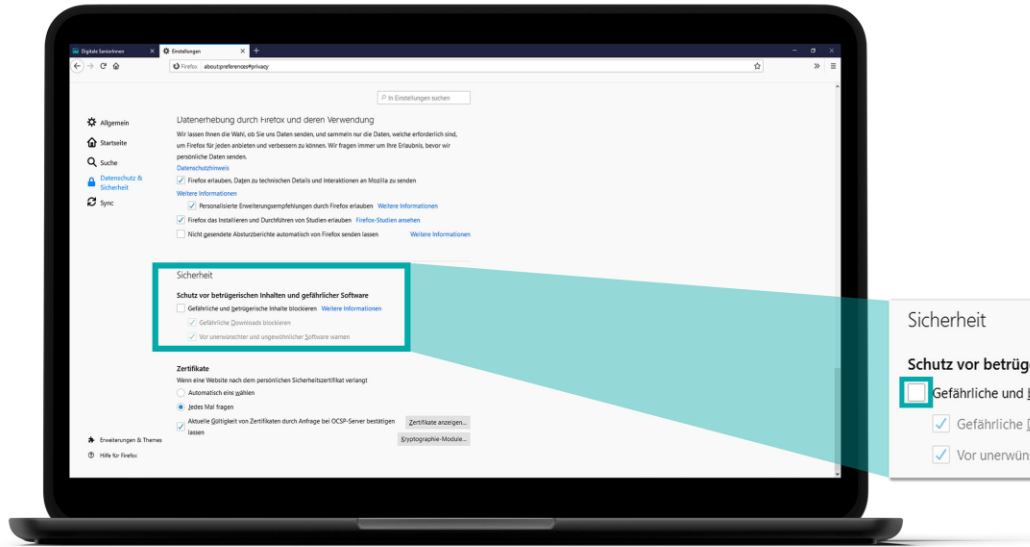 Digitale Seniorinnen
Einstellungen
Firefox about:preferences#privacy
In Einstellungen suchen
Allgemein
Startseite
Suche
Datenschutz &
Sicherheit
Sync
Erweiterungen & Themes
Hilfe für Firefox
Datenerhebung durch Firefox und deren Verwendung
Wir lassen Ihnen die Wahl, ob Sie uns Daten senden, und sammeln nur die Daten, welche erforderlich sind,
um Firefox für jeden anbieten und verbessern zu können. Wir fragen immer um Ihre Erlaubnis, bevor wir
persönliche Daten senden.
Datenschutzhinweis
Firefox erlauben, Daten zu technischen Details und Interaktionen an Mozilla zu senden
Weitere Informationen
Personalisierte Erweiterungsempfehlungen durch Firefox erlauben Weitere Informationen
Firefox das Installieren und Durchführen von Studien erlauben Firefox-Studien ansehen
Nicht gesendete Absturzberichte automatisch von Firefox senden lassen Weitere Informationen
Sicherheit
Schutz vor betrügerischen Inhalten und gefährlicher Software
Gefährliche und betrügerische Inhalte blockieren Weitere Informationen
Gefährliche Downloads blockieren
Vor unerwünschter und ungewöhnlicher Software warnen
Zertifikate
Wenn eine Website nach dem persönlichen Sicherheitszertifikat verlangt
Automatisch eins wählen
Jedes Mal fragen
Aktuelle Gültigkeit von Zertifikaten durch Anfrage bei OCSP-Server bestätigen
lassen
Zertifikate anzeigen...
Kryptographie-Module...
Sicherheit
Schutz vor betrüge
Gefährliche und b
Gefährliche D
Vor unerwüns